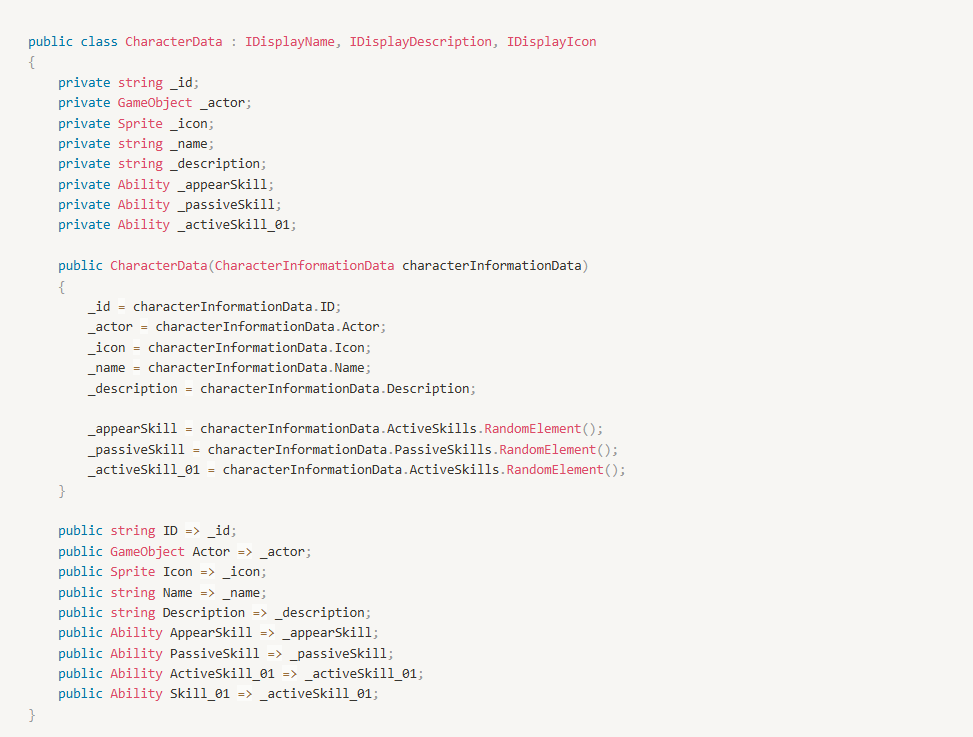 public class CharacterData : IDisplayName, IDisplayDescription, IDisplayIcon
{
    private string _id;
    private GameObject _actor;
    private Sprite _icon;
    private string _name;
    private string _description;
    private Ability _appearSkill;
    private Ability _passiveSkill;
    private Ability _activeSkill_01;

    public CharacterData(CharacterInformationData characterInformationData)
    {
        _id = characterInformationData.ID;
        _actor = characterInformationData.Actor;
        _icon = characterInformationData.Icon;
        _name = characterInformationData.Name;
        _description = characterInformationData.Description;

        _appearSkill = characterInformationData.ActiveSkills.RandomElement();
        _passiveSkill = characterInformationData.PassiveSkills.RandomElement();
        _activeSkill_01 = characterInformationData.ActiveSkills.RandomElement();
    }

    public string ID => _id;
    public GameObject Actor => _actor;
    public Sprite Icon => _icon;
    public string Name => _name;
    public string Description => _description;
    public Ability AppearSkill => _appearSkill;
    public Ability PassiveSkill => _passiveSkill;
    public Ability ActiveSkill_01 => _activeSkill_01;
    public Ability Skill_01 => _activeSkill_01;
}